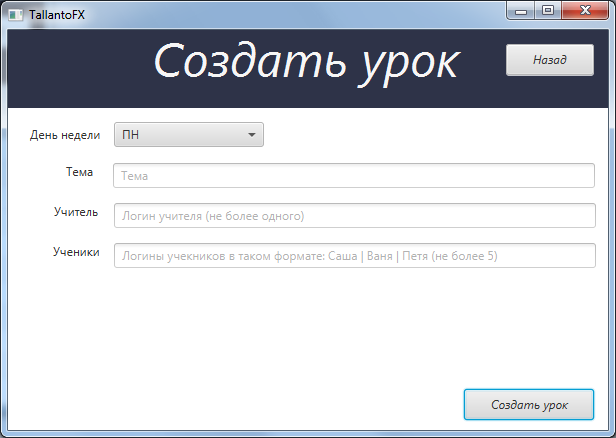 TallantoFX
Создать урок
Назад
День недели
ПН
Тема
Тема
Учитель
Логин учителя (не более одного)
Ученики
Логины учекников в таком формате: Саша | Ваня | Петя (не более 5)
Создать урок